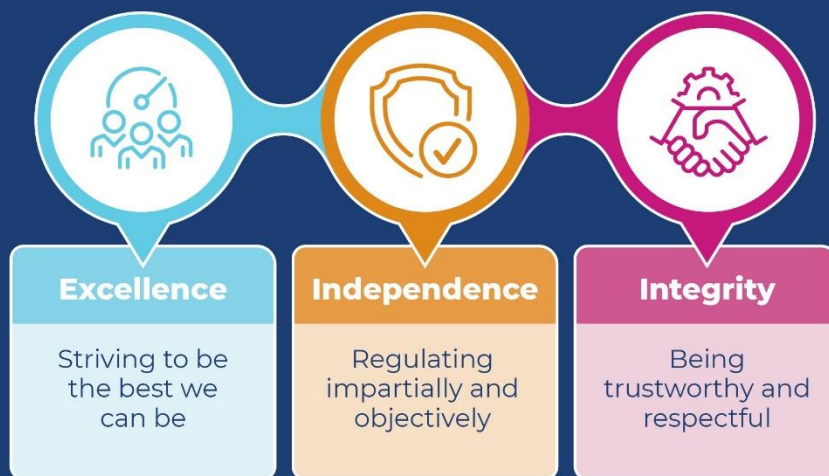 Excellence
Striving to be
the best we
can be
Independence
Regulating
impartially and
objectively
Integrity
Being
trustworthy and
respectful